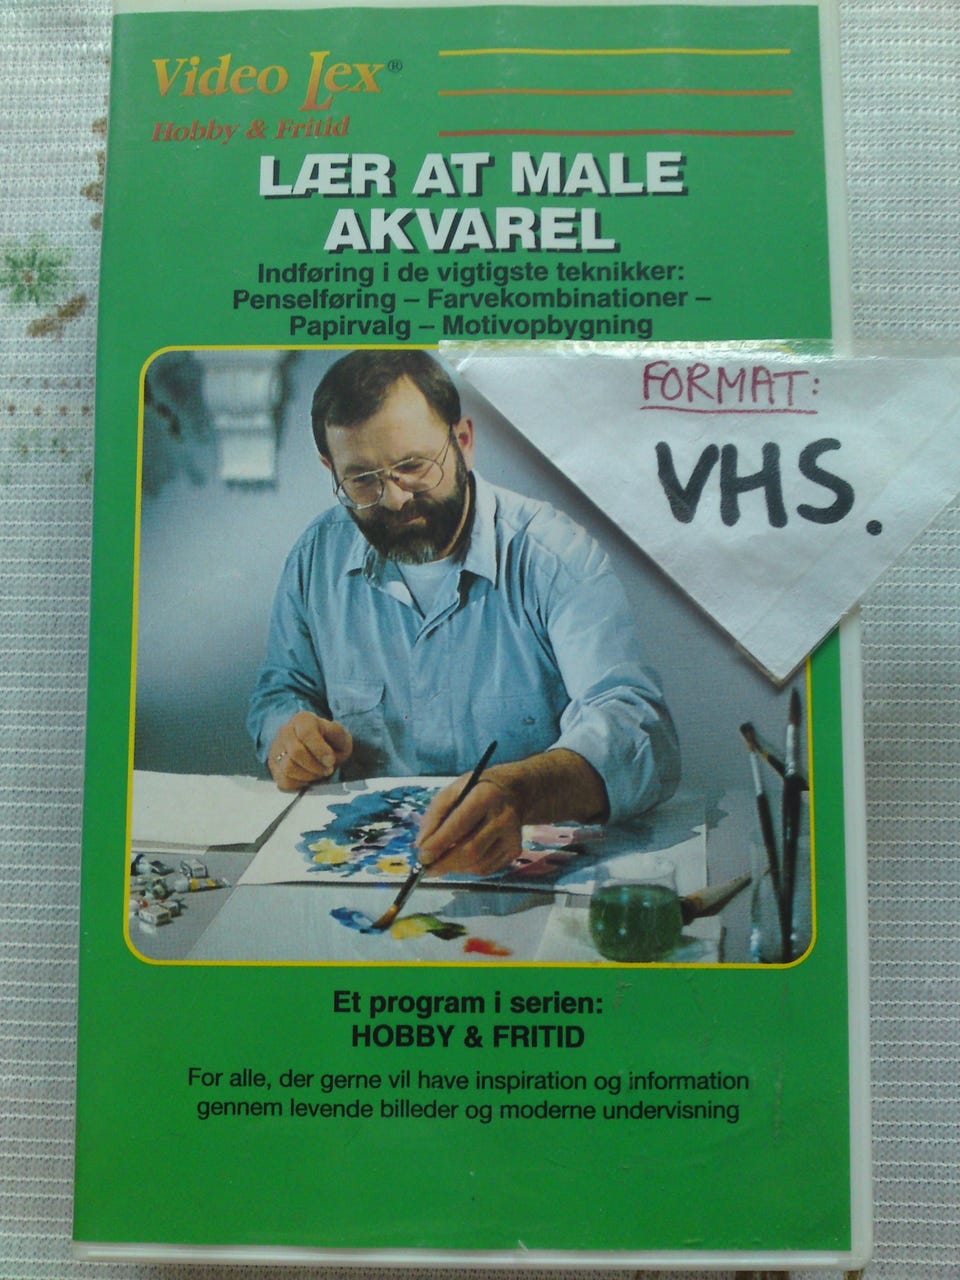 Video Lex®
Hobby & Fritid
LÆR AT MALE
AKVAREL
Indføring i de vigtigste teknikker:
Penselføring – Farvekombinationer –
Papirvalg – Motivopbygning
FORMAT:
VHS.
Et program i serien:
HOBBY & FRITID
For alle, der gerne vil have inspiration og information
gennem levende billeder og moderne undervisning